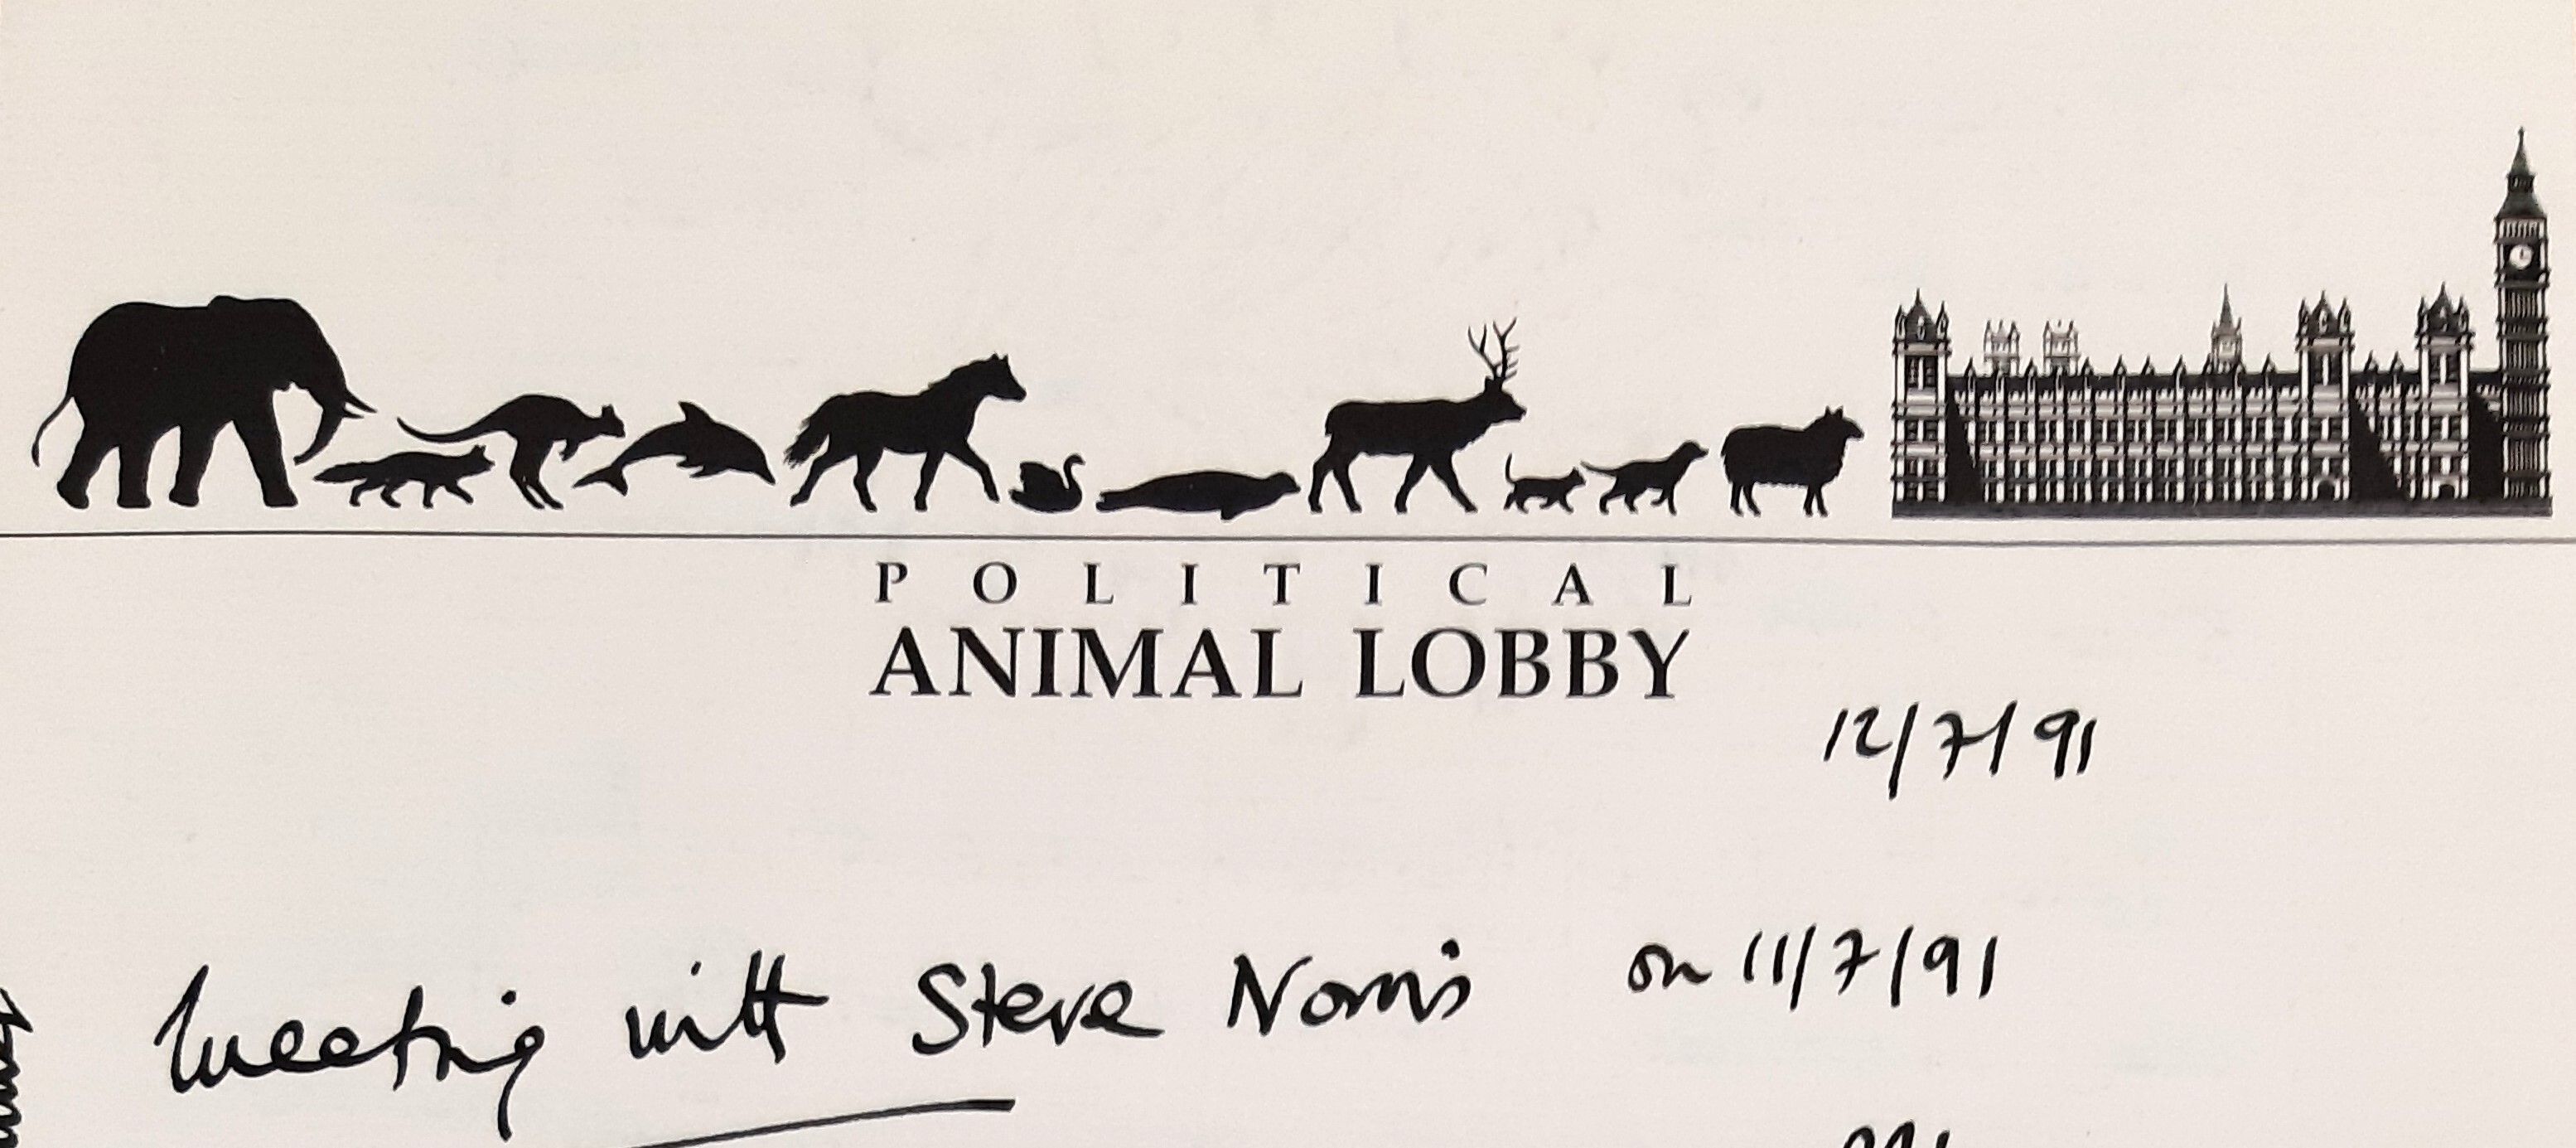 POLITICAL
ANIMAL LOBBY
12/7/91
Meeting with Steve Norris on 11/7/91